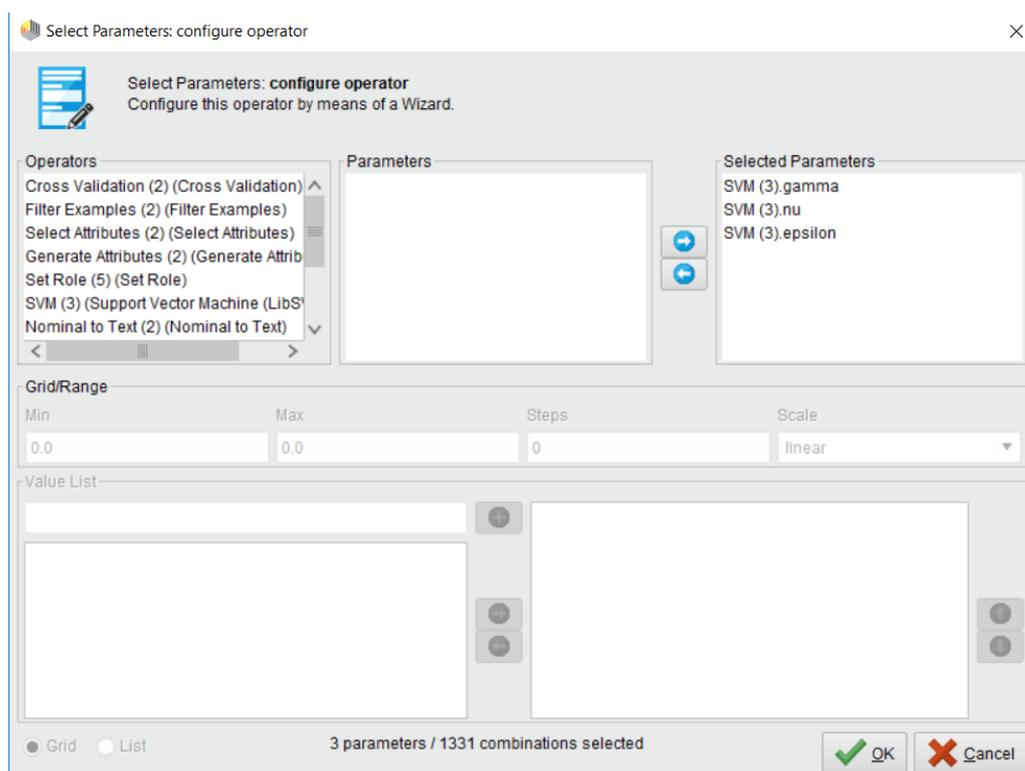 Select Parameters: configure operator
Select Parameters: configure operator
Configure this operator by means of a Wizard.
Operators
Cross Validation (2) (Cross Validation)
Filter Examples (2) (Filter Examples)
Select Attributes (2) (Select Attributes)
Generate Attributes (2) (Generate Attrib
Set Role (5) (Set Role)
SVM (3) (Support Vector Machine (LibS
Nominal to Text (2) (Nominal to Text)
Parameters
Selected Parameters
SVM (3).gamma
SVM (3).nu
SVM (3).epsilon
Grid/Range
Min Max Steps Scale
0.0 0.0 0 linear
Value List
Grid List 3 parameters / 1331 combinations selected OK Cancel